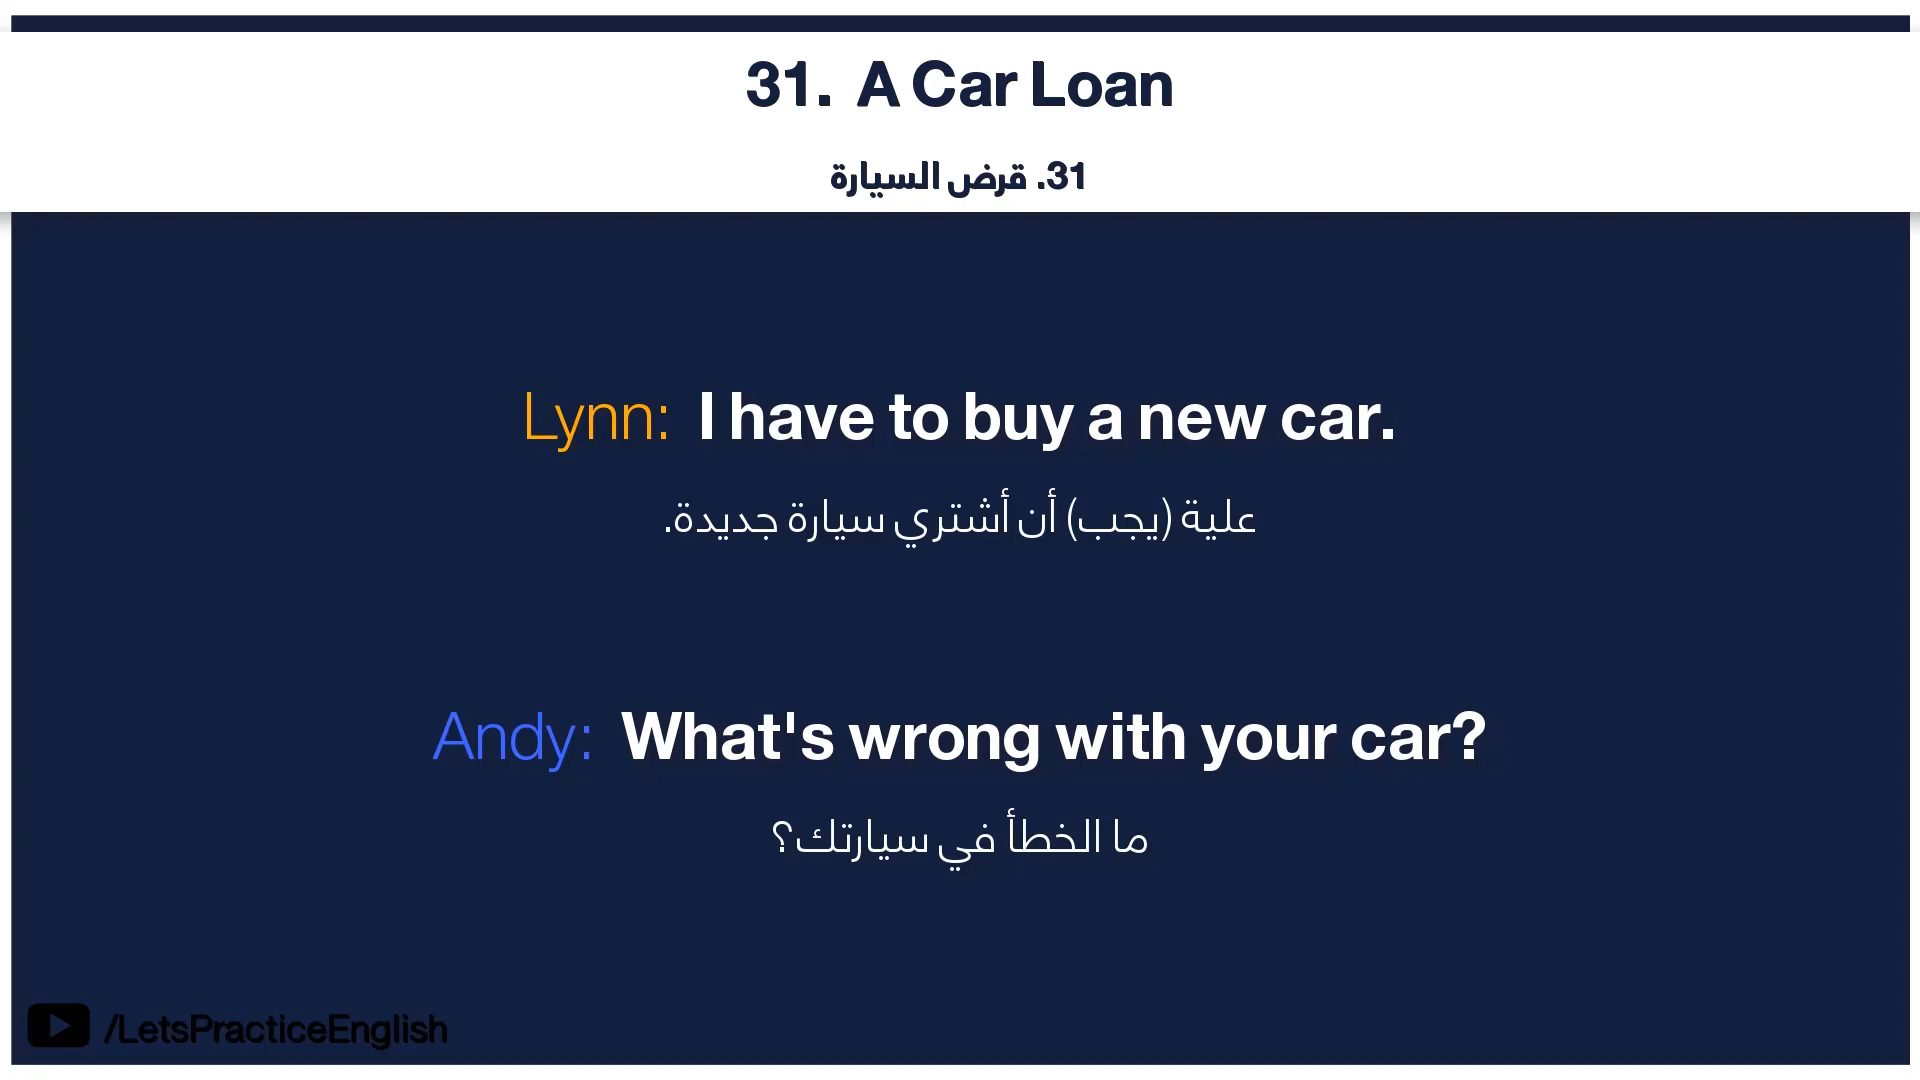 31. A Car Loan
31. قرض السيارة
Lynn: I have to buy a new car.
علية (يجب) أن أشتري سيارة جديدة.
Andy: What's wrong with your car?
ما الخطأ في سيارتك؟
/LetsPracticeEnglish